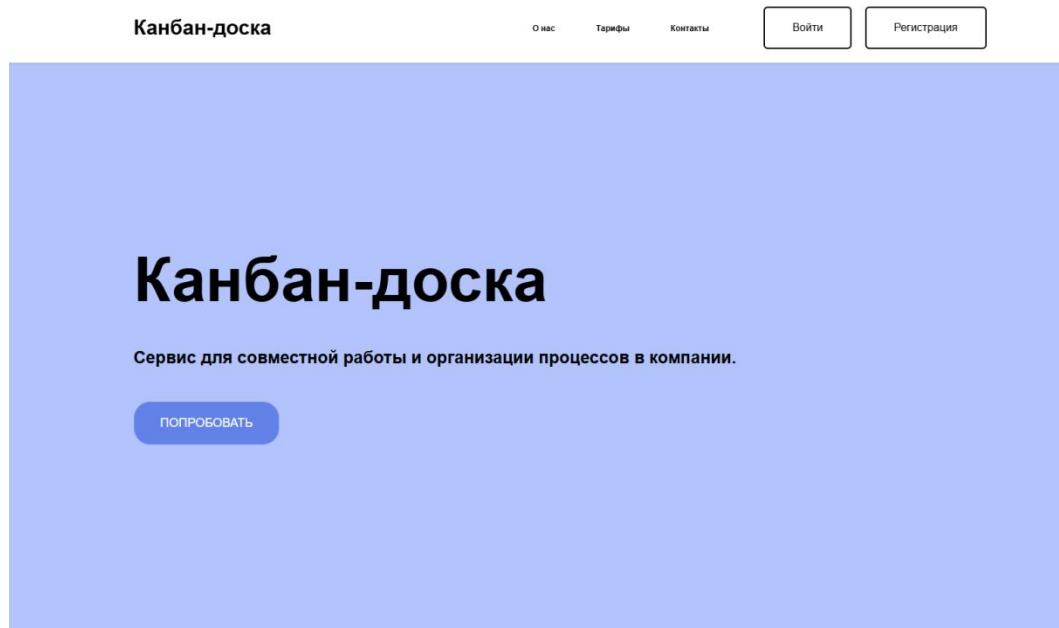 Канбан-доска
О нас
Тарифы
Контакты
Войти
Регистрация
Канбан-доска
Сервис для совместной работы и организации процессов в компании.
ПОПРОБОВАТЬ